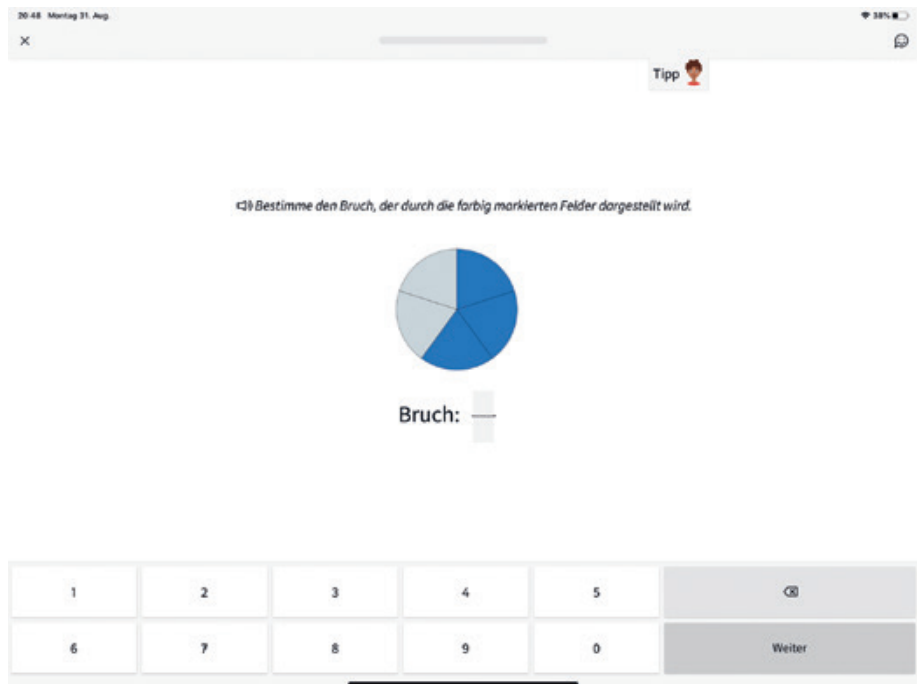 20:48 Montag 31. Aug.
38%
Tipp
Bestimme den Bruch, der durch die farbig markierten Felder dargestellt wird.
Bruch:
1 2 3 4 5
6 7 8 9 0 Weiter